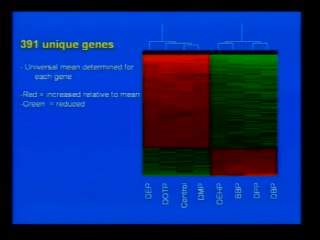 391 unique genes
- Universal mean determined for
each gene
-Red = increased relative to mean
-Green = reduced
DEP
DOTP
Control
DMP
DEHP
BBP
DPP
DBP